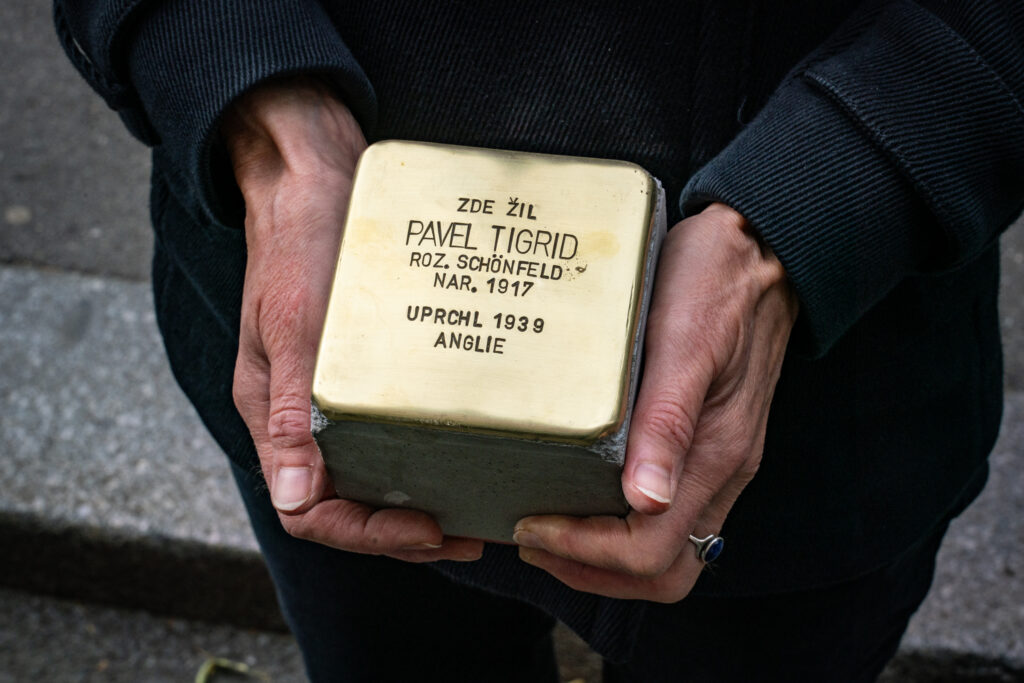 ZDE ŽIL
PAVEL TIGRID
ROZ. SCHÖNFELD
NAR. 1917
UPRCHL 1939
ANGLIE